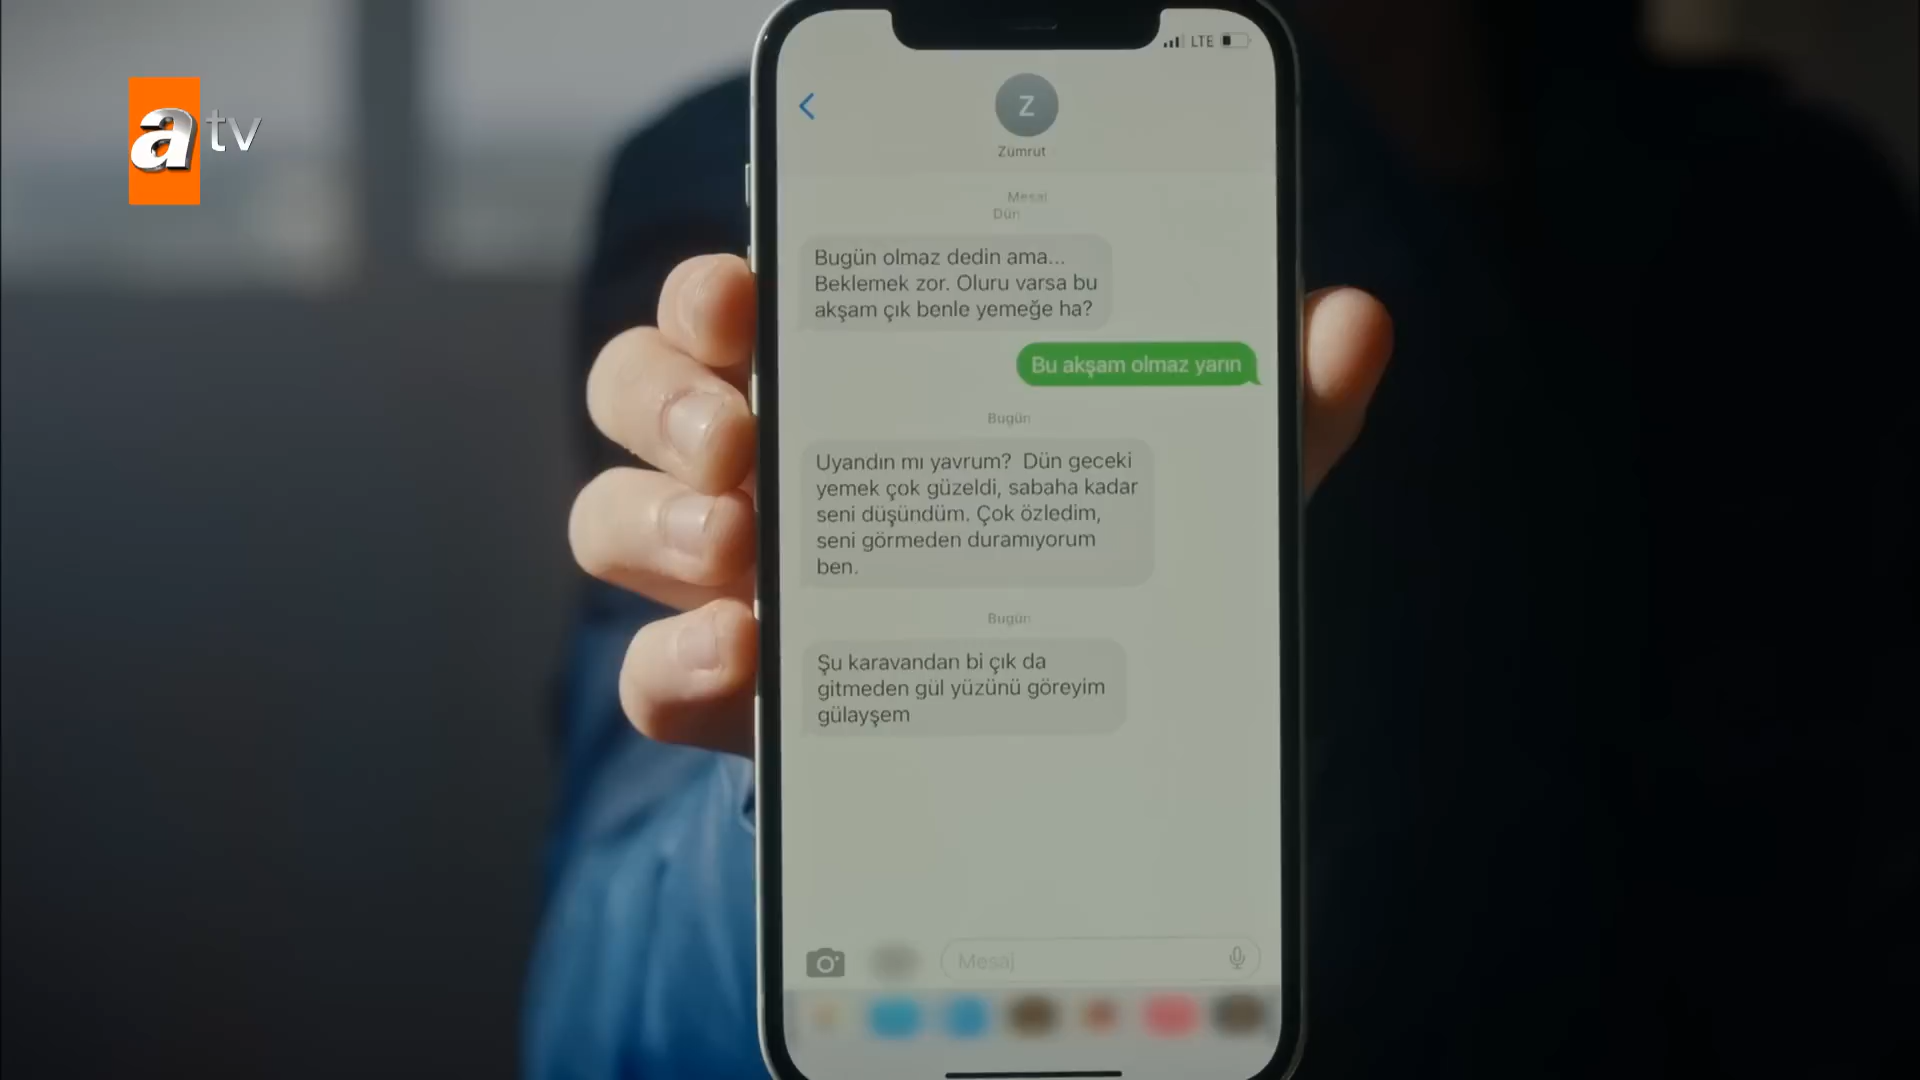 a tv
LTE
Z
Zümrüt
Mesaj
Dün
Bugün olmaz dedin ama...
Beklemek zor. Oluru varsa bu
akşam çık benle yemeğe ha?
Bu akşam olmaz yarın
Bugün
Uyandın mı yavrum? Dün geceki
yemek çok güzeldi, sabaha kadar
seni düşündüm. Çok özledim,
seni görmeden duramıyorum
ben.
Bugün
Şu karavandan bi çık da
gitmeden gül yüzünü göreyim
gülayşem
Mesaj